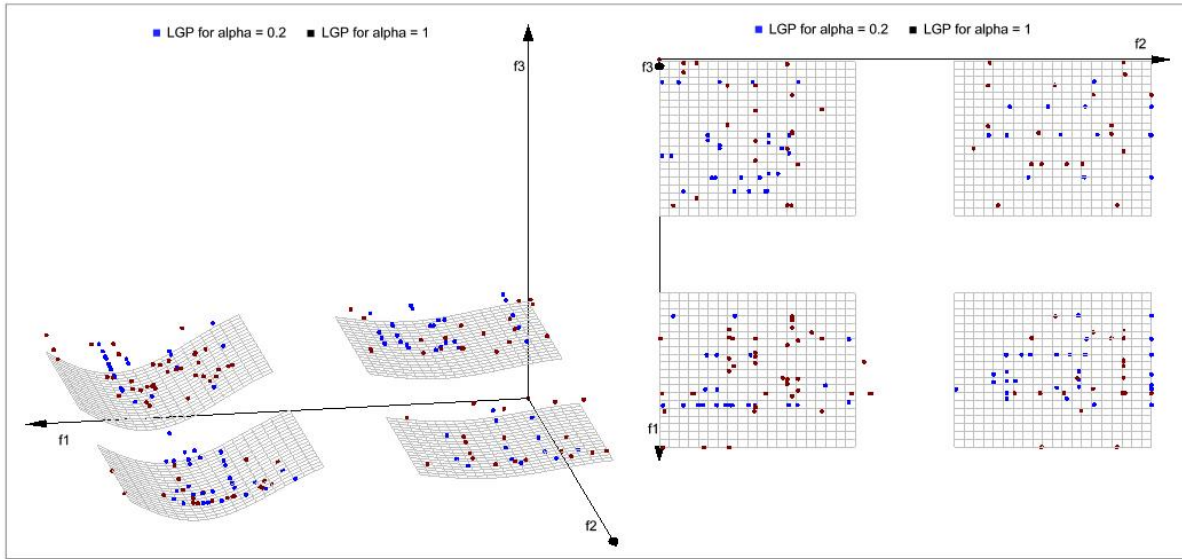 LGP for alpha = 0.2 LGP for alpha = 1
f3
f1
f2
LGP for alpha = 0.2 LGP for alpha = 1
f2
f3
f1